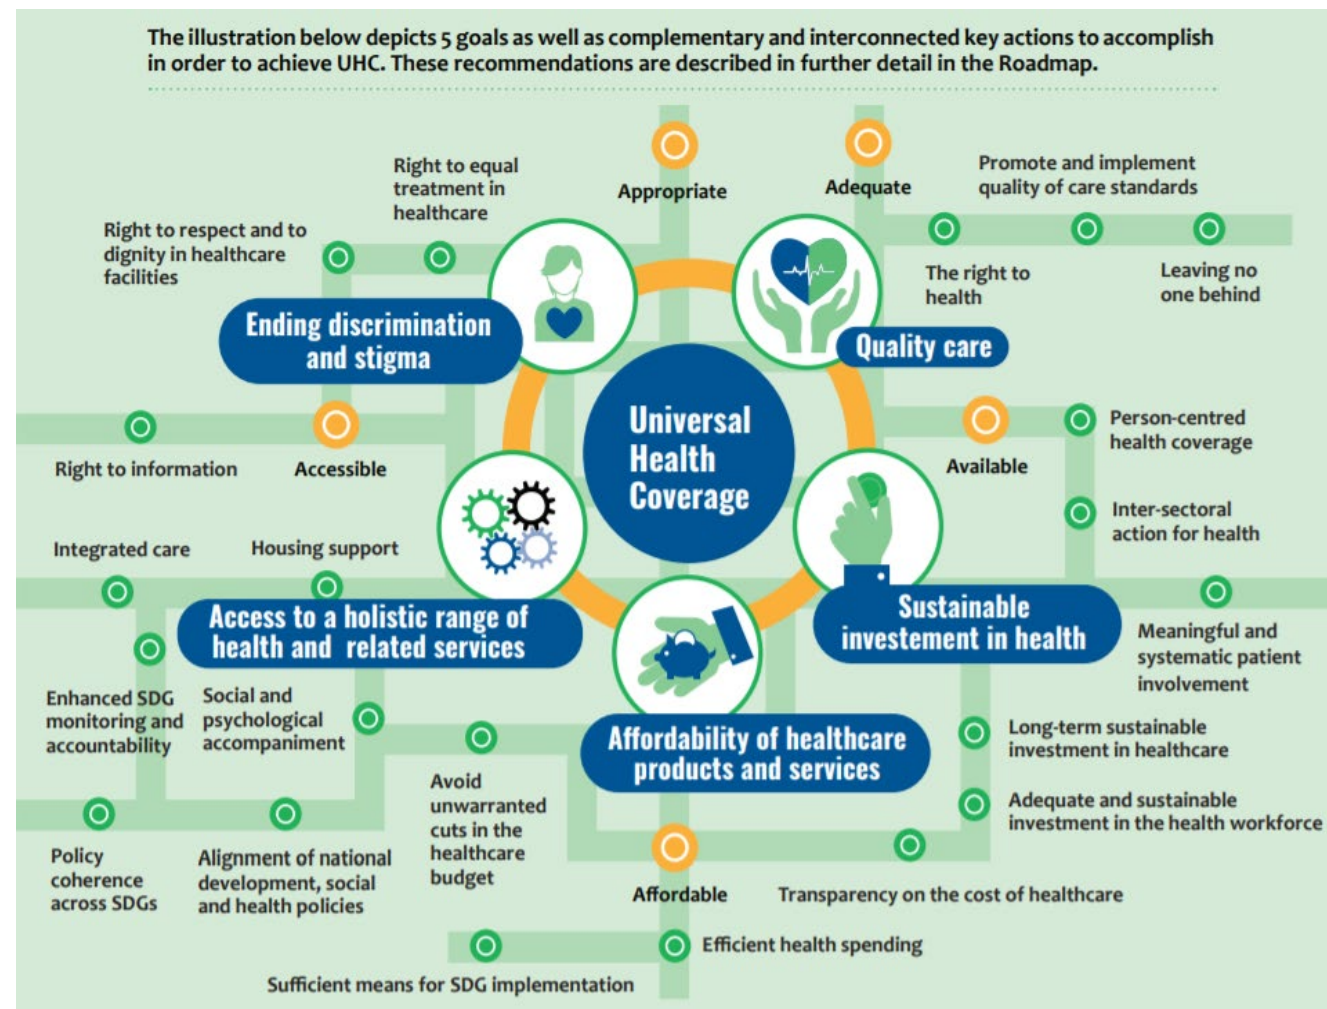 The illustration below depicts 5 goals as well as complementary and interconnected key actions to accomplish
in order to achieve UHC. These recommendations are described in further detail in the Roadmap.
Right to equal
treatment in
healthcare
Appropriate
Adequate
Promote and implement
quality of care standards
Right to respect and to
dignity in healthcare
facilities
The right to
health
Leaving no
one behind
Ending discrimination
and stigma
Quality care
Universal
Health
Coverage
Right to information
Accessible
Available
Person-centred
health coverage
Inter-sectoral
action for health
Integrated care
Housing support
Access to a holistic range of
health and related services
Sustainable
investement in health
Meaningful and
systematic patient
involvement
Enhanced SDG
monitoring and
accountability
Social and
psychological
accompaniment
Affordability of healthcare
products and services
Long-term sustainable
investment in healthcare
Avoid
unwarranted
cuts in the
healthcare
budget
Adequate and sustainable
investment in the health workforce
Policy
coherence
across SDGs
Alignment of national
development, social
and health policies
Affordable
Transparency on the cost of healthcare
Efficient health spending
Sufficient means for SDG implementation